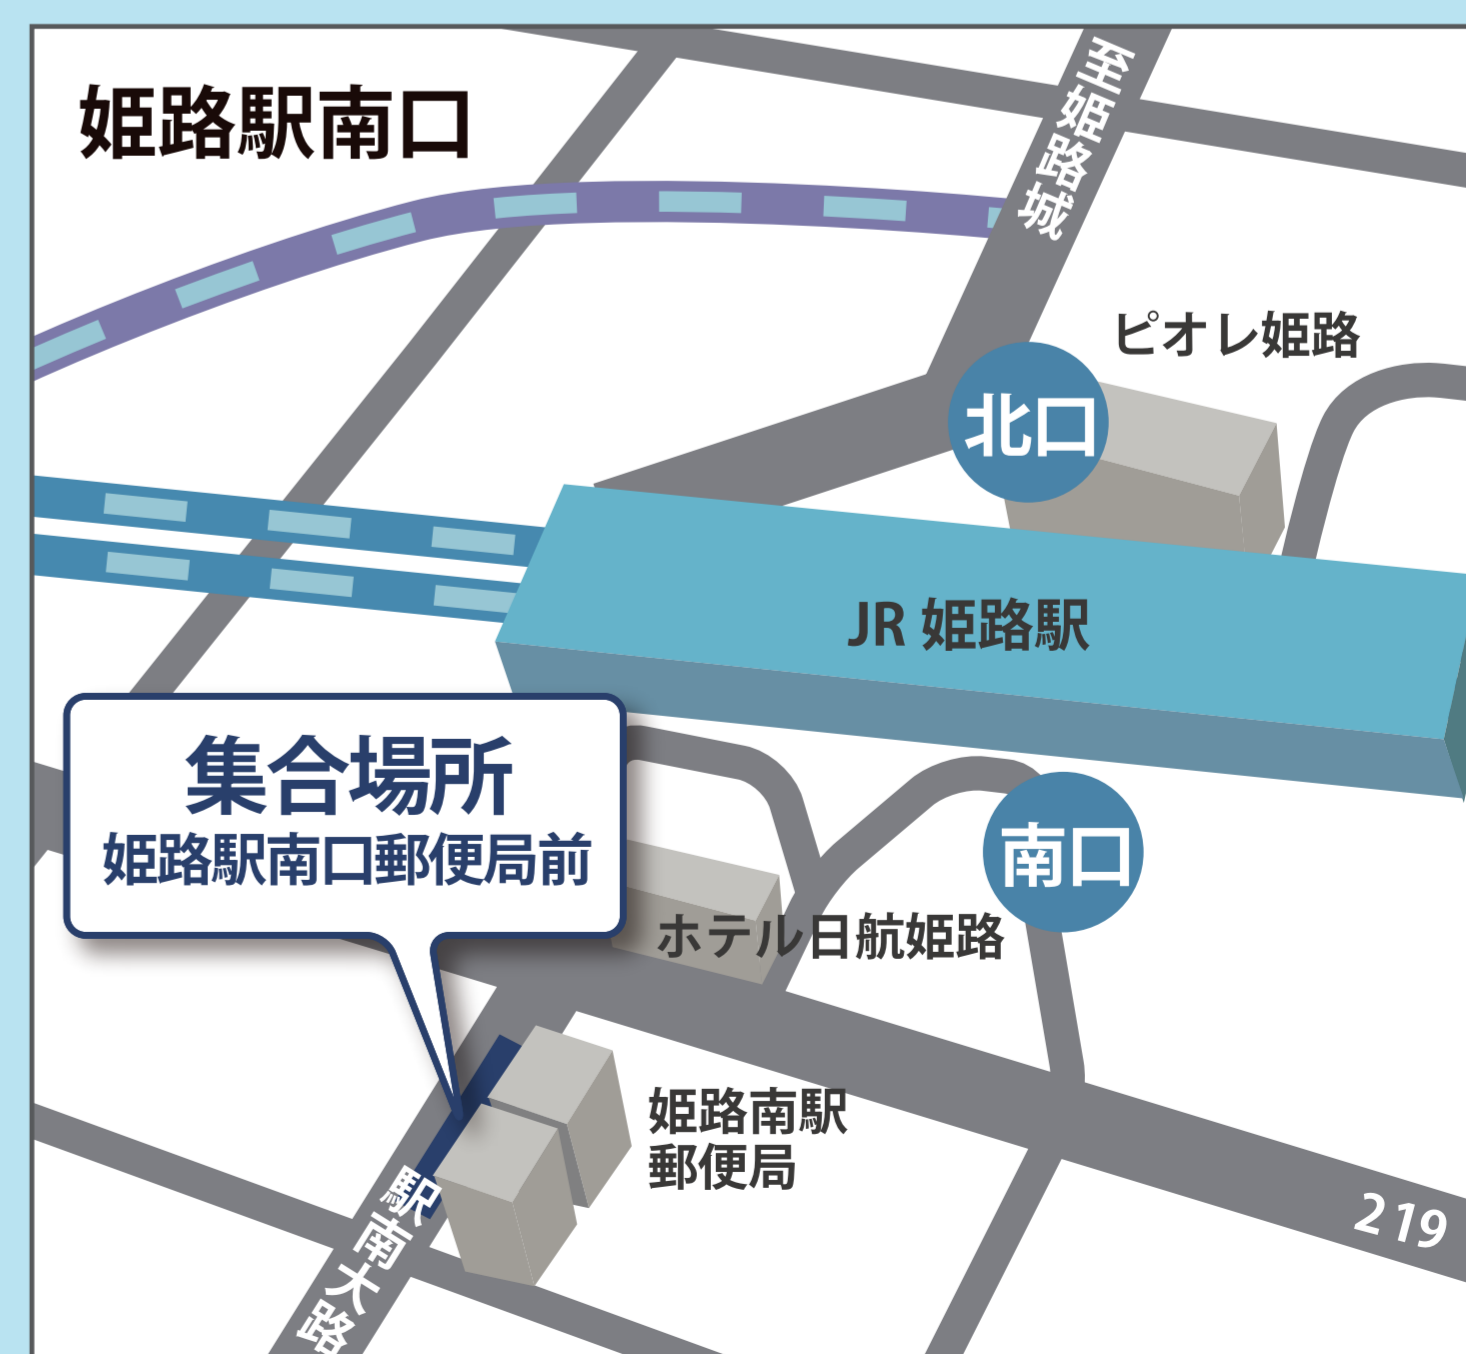 姫路駅南口
至姫路城
ピオレ姫路
北口
JR 姫路駅
集合場所
姫路駅南口郵便局前
南口
ホテル日航姫路
姫路南駅
郵便局
駅南大路
219